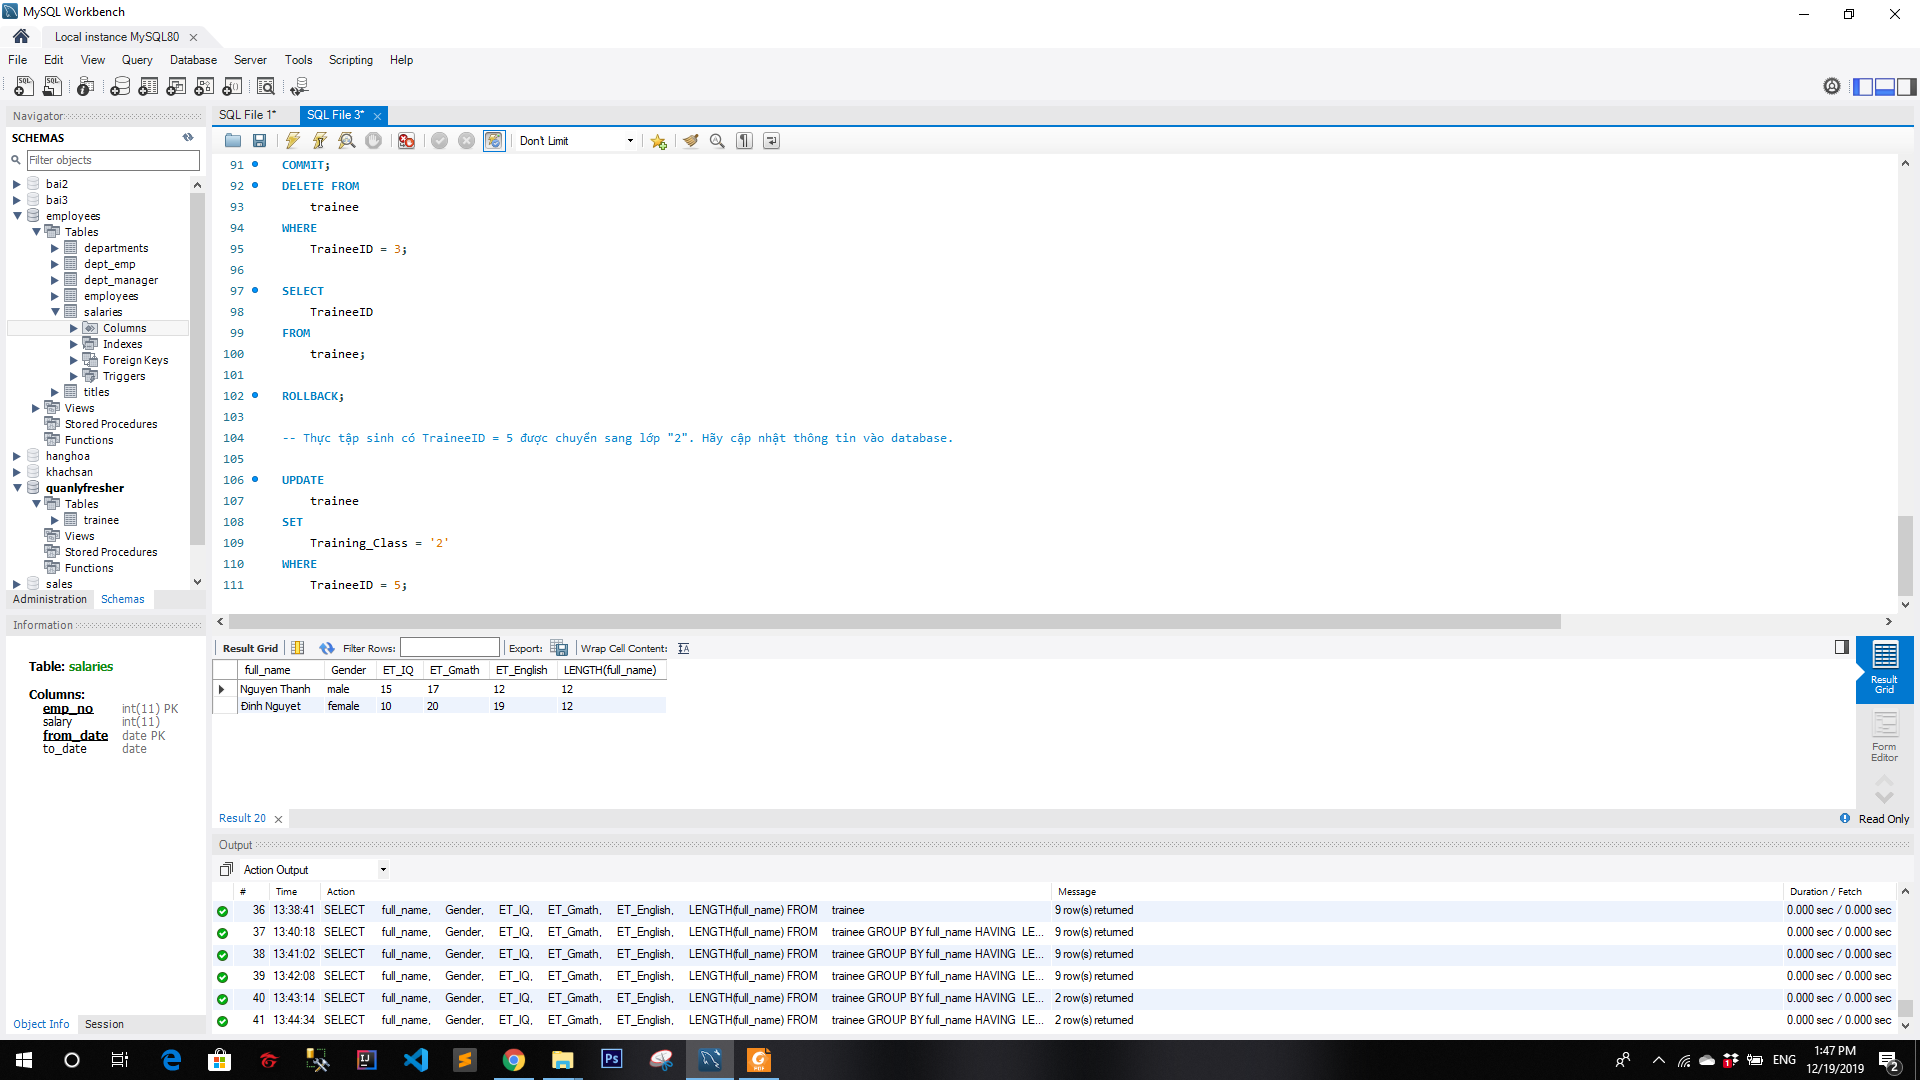 MySQL Workbench
Local instance MySQL80
File Edit View Query Database Server Tools Scripting Help
Navigator
SCHEMAS
Filter objects
bai2
bai3
employees
Tables
departments
dept_emp
dept_manager
employees
salaries
Columns
Indexes
Foreign Keys
Triggers
titles
Views
Stored Procedures
Functions
hanghoa
khachsan
quanlyfresher
Tables
trainee
Views
Stored Procedures
Functions
sales
Administration Schemas
Information
Table: salaries
Columns:
emp_no int(11) PK
salary int(11)
from_date date PK
to_date date
Object Info Session
SQL File 1* SQL File 3*
Don't Limit
91 COMMIT;
92 DELETE FROM
93 trainee
94 WHERE
95 TraineeID = 3;
96
97 SELECT
98 TraineeID
99 FROM
100 trainee;
101
102 ROLLBACK;
103
104 -- Thực tập sinh có TraineeID = 5 được chuyển sang lớp "2". Hãy cập nhật thông tin vào database.
105
106 UPDATE
107 trainee
108 SET
109 Training_Class = '2'
110 WHERE
111 TraineeID = 5;
Result Grid Filter Rows: Export: Wrap Cell Content:
full_name Gender ET_IQ ET_Gmath ET_English LENGTH(full_name)
Nguyen Thanh male 15 17 12 12
Đinh Nguyet female 10 20 19 12
Result Grid
Form Editor
Result 20
Read Only
Output
Action Output
# Time Action Message Duration / Fetch
36 13:38:41 SELECT full_name, Gender, ET_IQ, ET_Gmath, ET_English, LENGTH(full_name) FROM trainee 9 row(s) returned 0.000 sec / 0.000 sec
37 13:40:18 SELECT full_name, Gender, ET_IQ, ET_Gmath, ET_English, LENGTH(full_name) FROM trainee GROUP BY full_name HAVING LE... 9 row(s) returned 0.000 sec / 0.000 sec
38 13:41:02 SELECT full_name, Gender, ET_IQ, ET_Gmath, ET_English, LENGTH(full_name) FROM trainee GROUP BY full_name HAVING LE... 9 row(s) returned 0.000 sec / 0.000 sec
39 13:42:08 SELECT full_name, Gender, ET_IQ, ET_Gmath, ET_English, LENGTH(full_name) FROM trainee GROUP BY full_name HAVING LE... 9 row(s) returned 0.000 sec / 0.000 sec
40 13:43:14 SELECT full_name, Gender, ET_IQ, ET_Gmath, ET_English, LENGTH(full_name) FROM trainee GROUP BY full_name HAVING LE... 2 row(s) returned 0.000 sec / 0.000 sec
41 13:44:34 SELECT full_name, Gender, ET_IQ, ET_Gmath, ET_English, LENGTH(full_name) FROM trainee GROUP BY full_name HAVING LE... 2 row(s) returned 0.000 sec / 0.000 sec
ENG
1:47 PM
12/19/2019
2